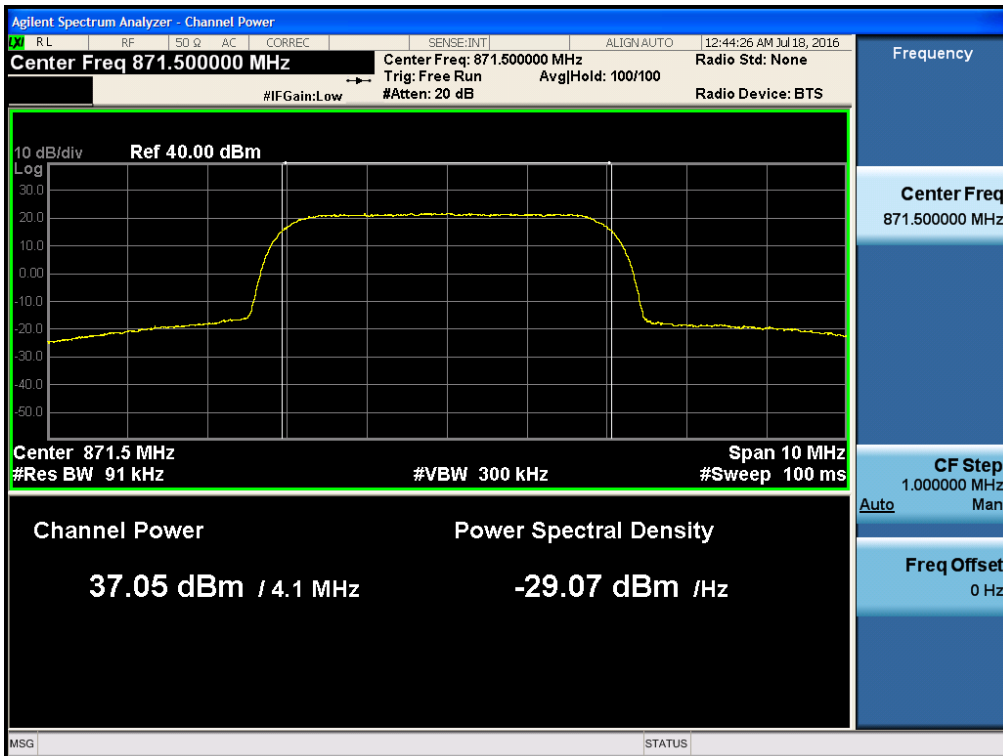 Agilent Spectrum Analyzer - Channel Power
LXI RL RF 50 Ω AC CORREC SENSE:INT ALIGN AUTO 12:44:26 AM Jul 18, 2016
Center Freq 871.500000 MHz
Center Freq: 871.500000 MHz
Radio Std: None
Trig: Free Run Avg|Hold: 100/100
#IFGain:Low
#Atten: 20 dB
Radio Device: BTS
10 dB/div Ref 40.00 dBm
Log
30.0
20.0
10.0
0.00
-10.0
-20.0
-30.0
-40.0
-50.0
Center 871.5 MHz Span 10 MHz
#Res BW 91 kHz #VBW 300 kHz #Sweep 100 ms
Channel Power Power Spectral Density
37.05 dBm / 4.1 MHz -29.07 dBm /Hz
Frequency
Center Freq
871.500000 MHz
CF Step
1.000000 MHz
Auto Man
Freq Offset
0 Hz
MSG STATUS